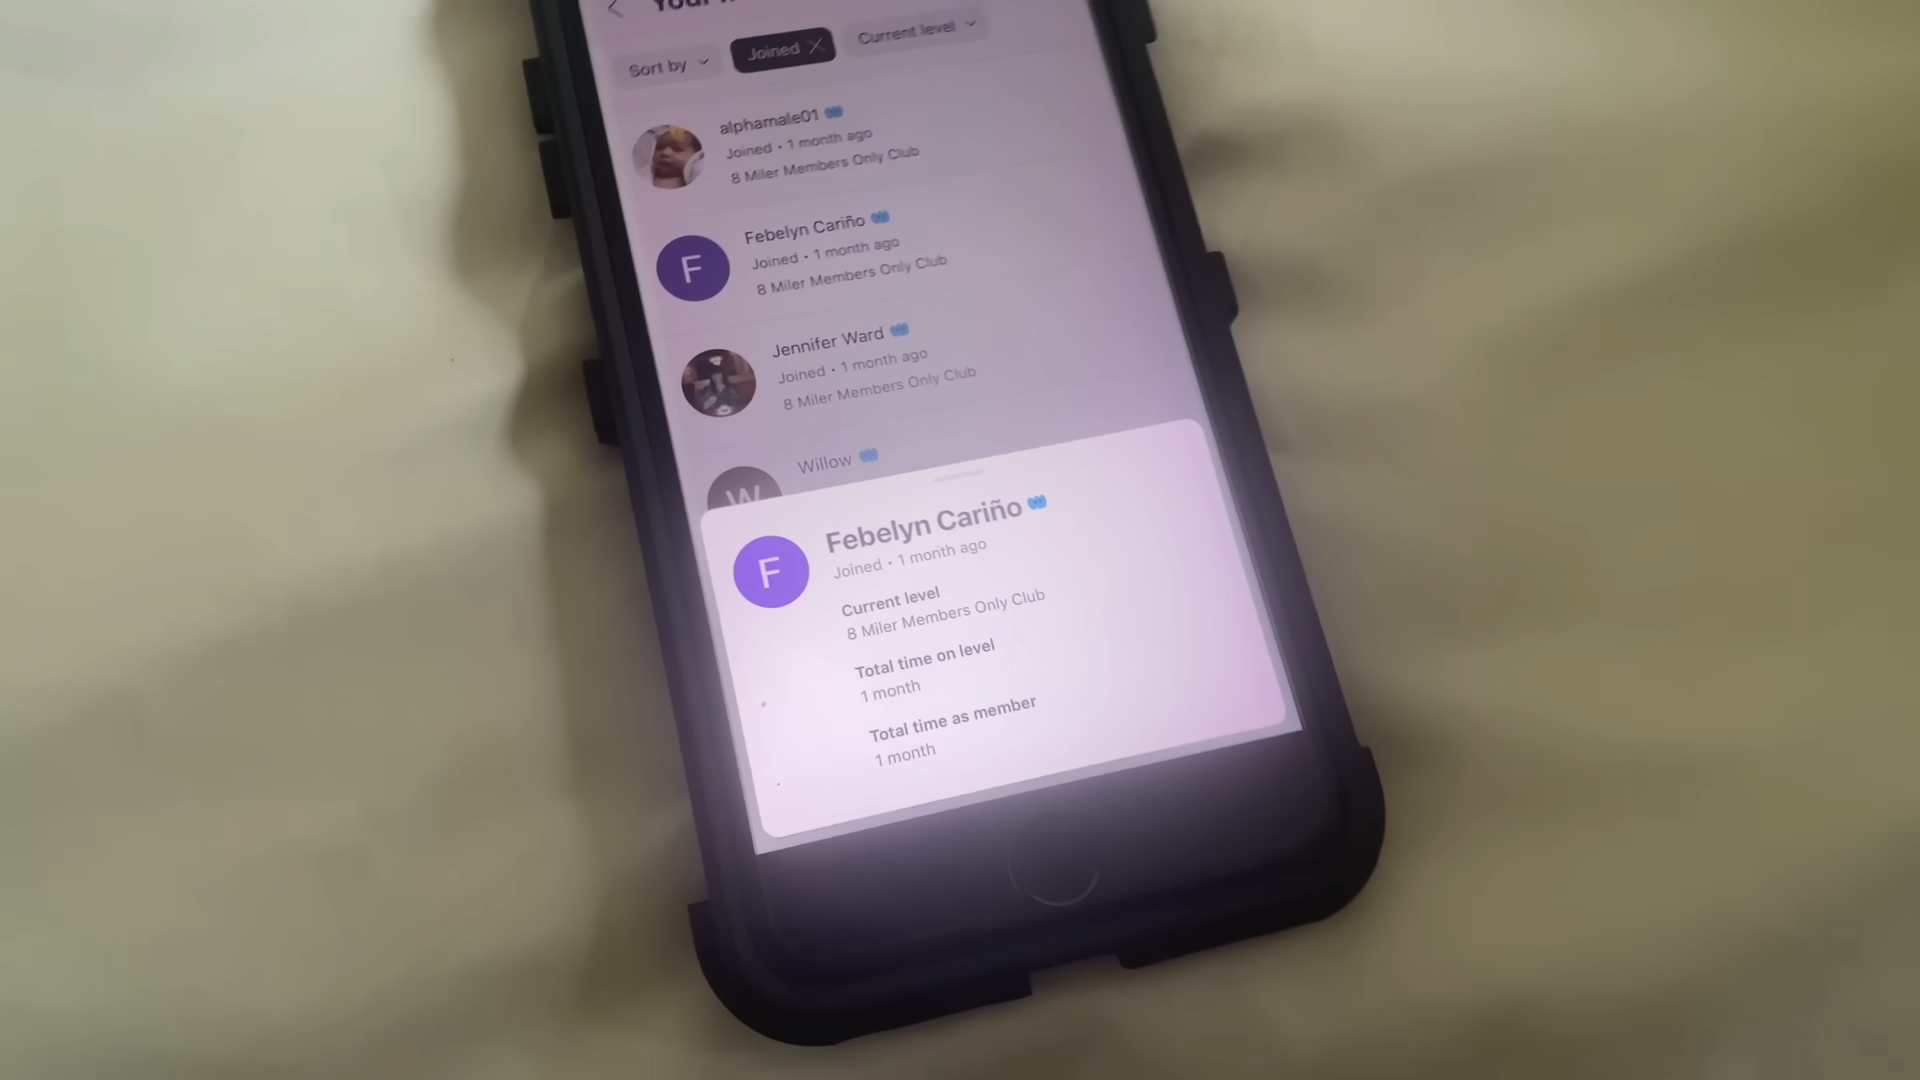 Your
Sort by
Joined
Current level
alphamale01
Joined • 1 month ago
8 Miler Members Only Club
F
Febelyn Cariño
Joined • 1 month ago
8 Miler Members Only Club
Jennifer Ward
Joined • 1 month ago
8 Miler Members Only Club
W
Willow
F
Febelyn Cariño
Joined • 1 month ago
Current level
8 Miler Members Only Club
Total time on level
1 month
Total time as member
1 month